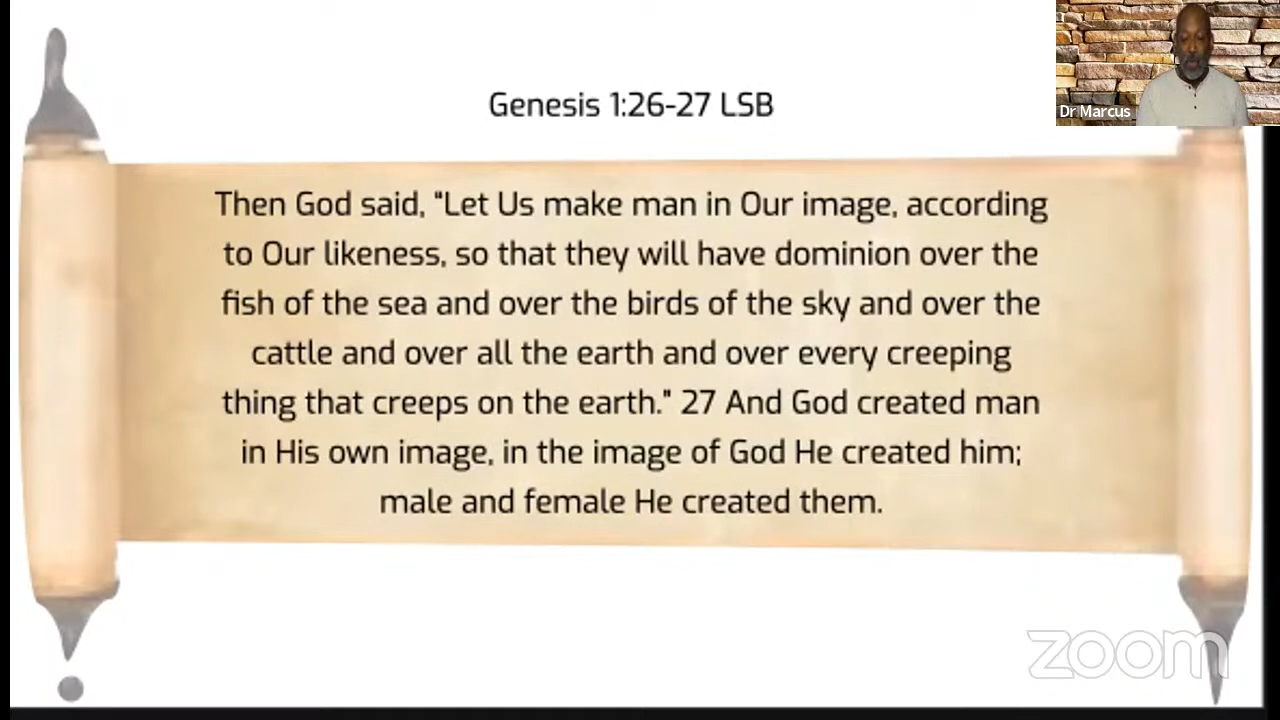 Genesis 1:26-27 LSB
Dr Marcus
Then God said, "Let Us make man in Our image, according
to Our likeness, so that they will have dominion over the
fish of the sea and over the birds of the sky and over the
cattle and over all the earth and over every creeping
thing that creeps on the earth." 27 And God created man
in His own image, in the image of God He created him;
male and female He created them.
zoom